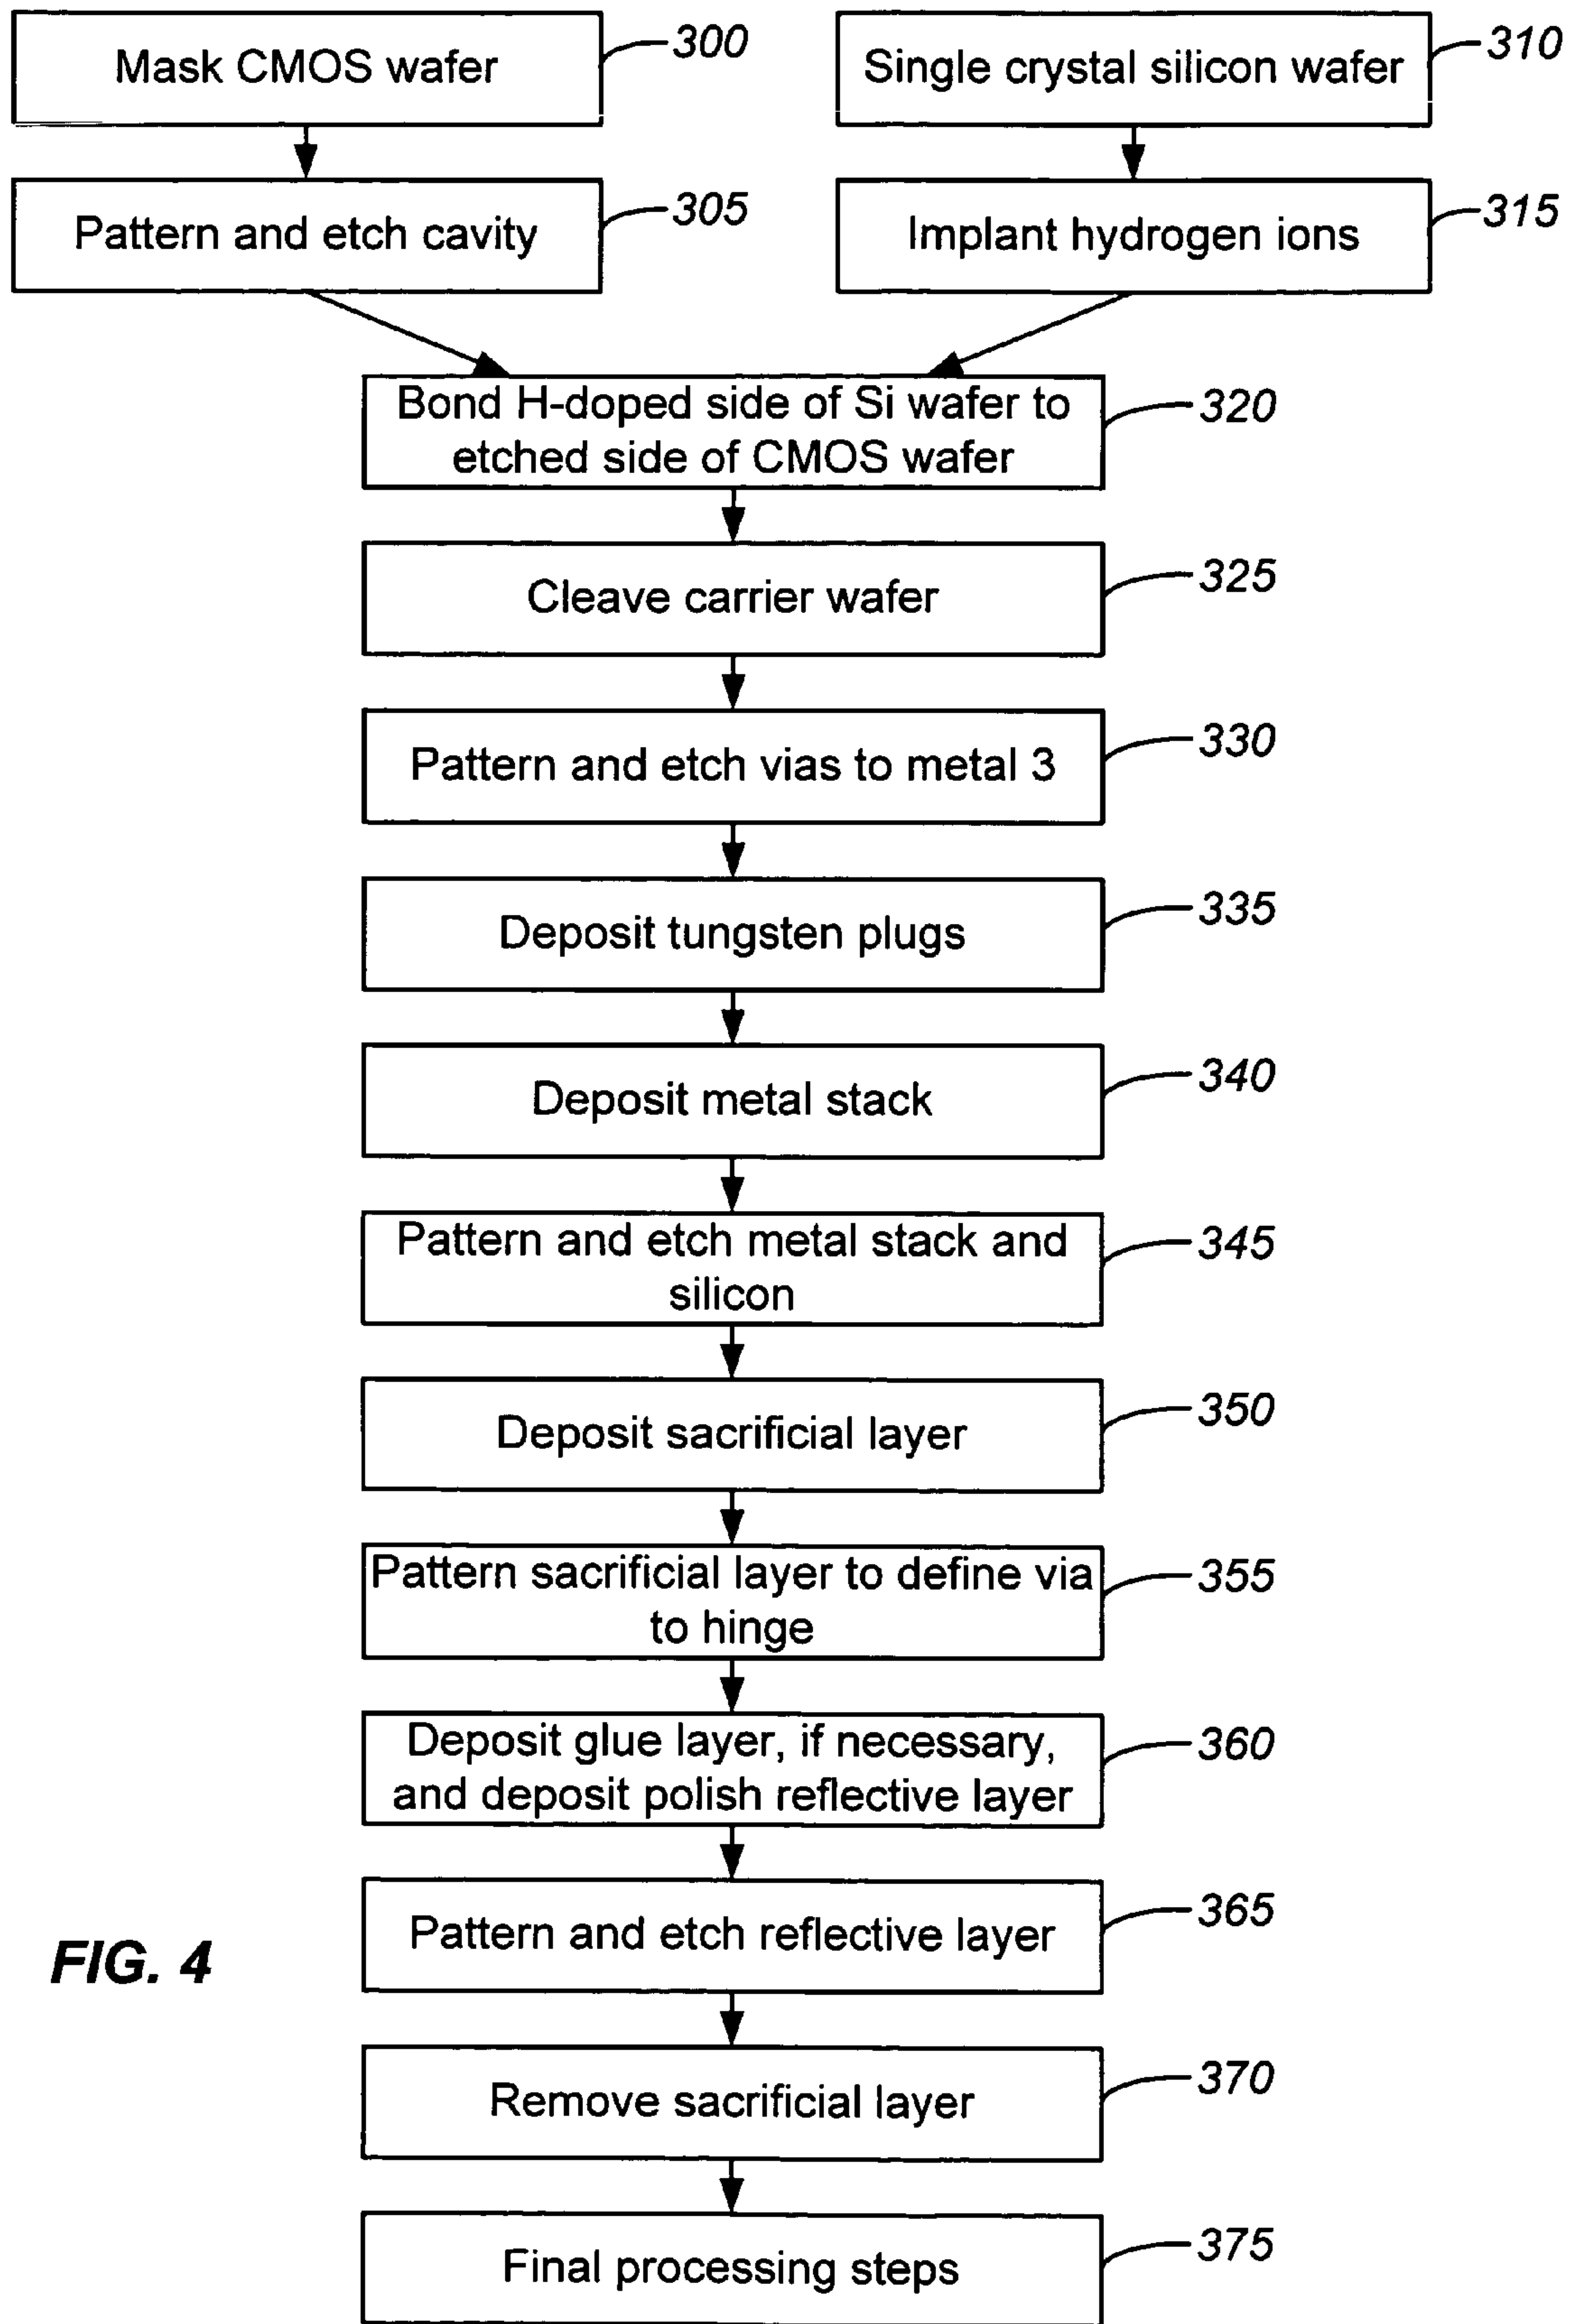 Mask CMOS wafer
300
Single crystal silicon wafer
310
Pattern and etch cavity
305
Implant hydrogen ions
315
Bond H-doped side of Si wafer to
etched side of CMOS wafer
320
Cleave carrier wafer
325
Pattern and etch vias to metal 3
330
Deposit tungsten plugs
335
Deposit metal stack
340
Pattern and etch metal stack and
silicon
345
Deposit sacrificial layer
350
Pattern sacrificial layer to define via
to hinge
355
Deposit glue layer, if necessary,
and deposit polish reflective layer
360
Pattern and etch reflective layer
365
FIG. 4
Remove sacrificial layer
370
Final processing steps
375